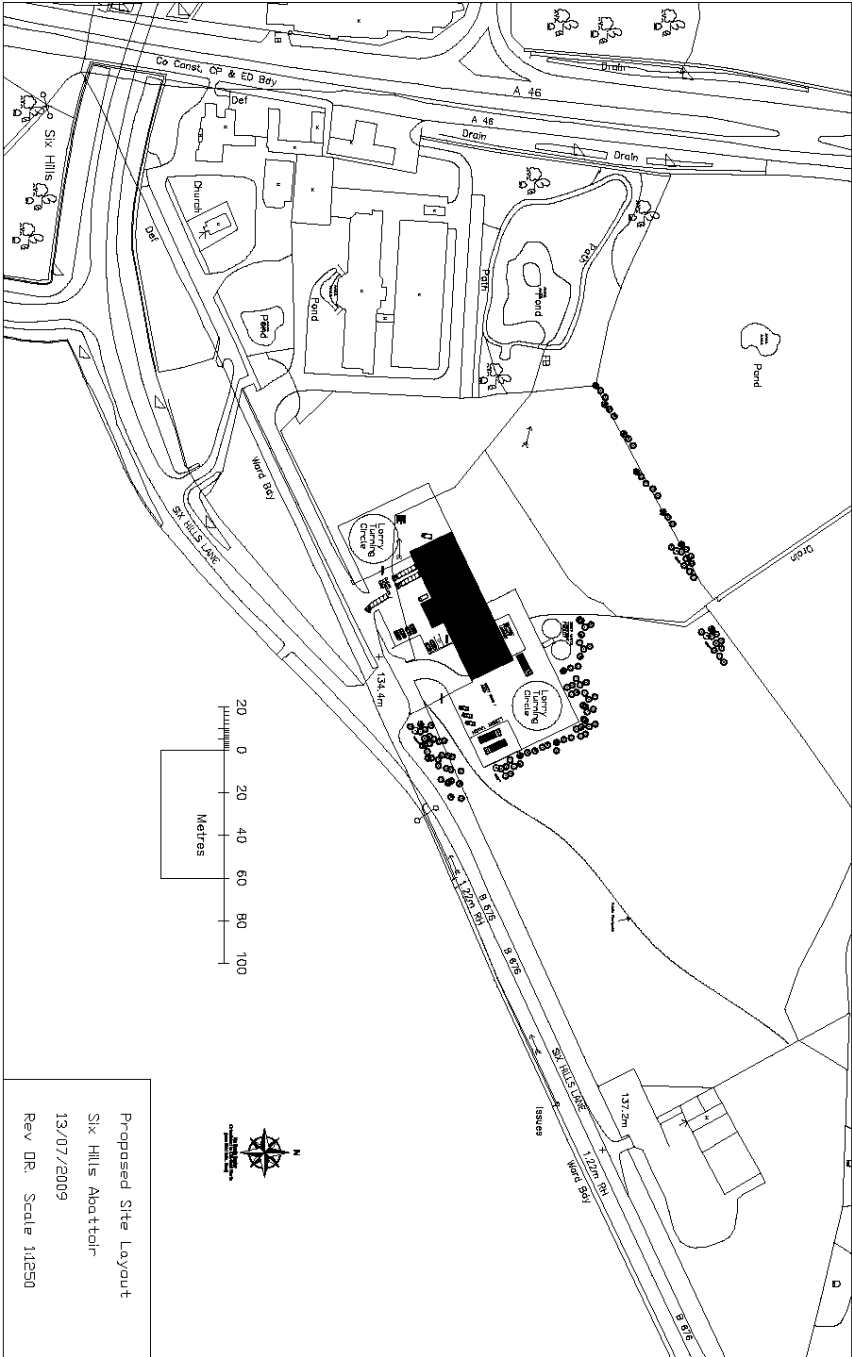 Co Const, CP & ED Bdy
A 46
A 46
Drain
Drain
Drain
Def
Six Hills
Church
Def
Path
Path
Pond
Pond
Pond
Pond
Drain
Ward Bdy
SIX HILLS LANE
Lorry
Turning
Circle
Lorry
Turning
Circle
134.4m
20
0
20
40
60
80
100
Metres
1.22m RH
B 676
B 676
SIX HILLS LANE
137.2m
1.22m RH
Issues
Ward Bdy
B 676
N
Proposed Site Layout
Six Hills Abattoir
13/07/2009
Rev OR. Scale 1:1250